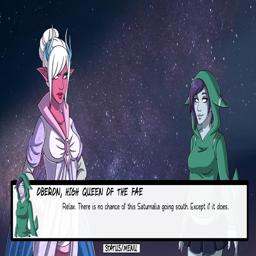 OBERON, HIGH QUEEN OF THE FAE
Relax. There is no chance of this Saturnalia going south. Except if it does.
STATUS/MENU